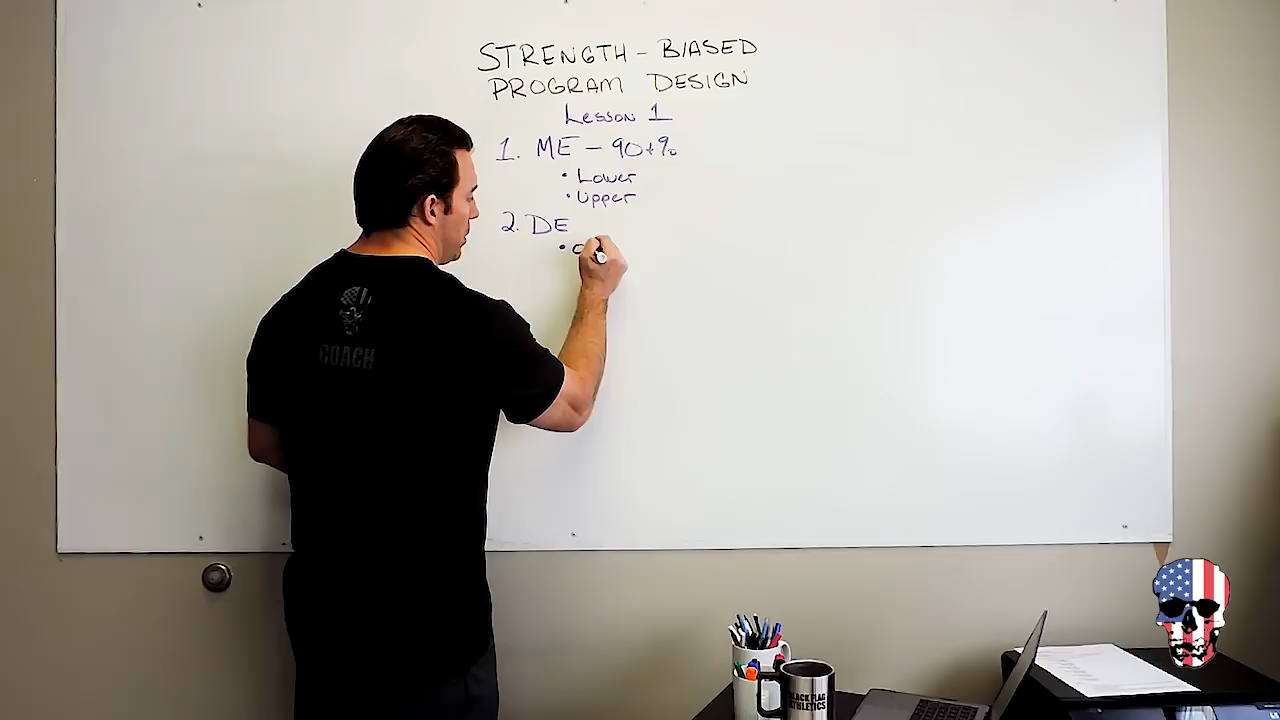 STRENGTH - BIASED
PROGRAM DESIGN
Lesson 1
1. ME - 90+%
• Lower
• Upper
2. DE
COACH
BLACK FLAG
ATHLETICS